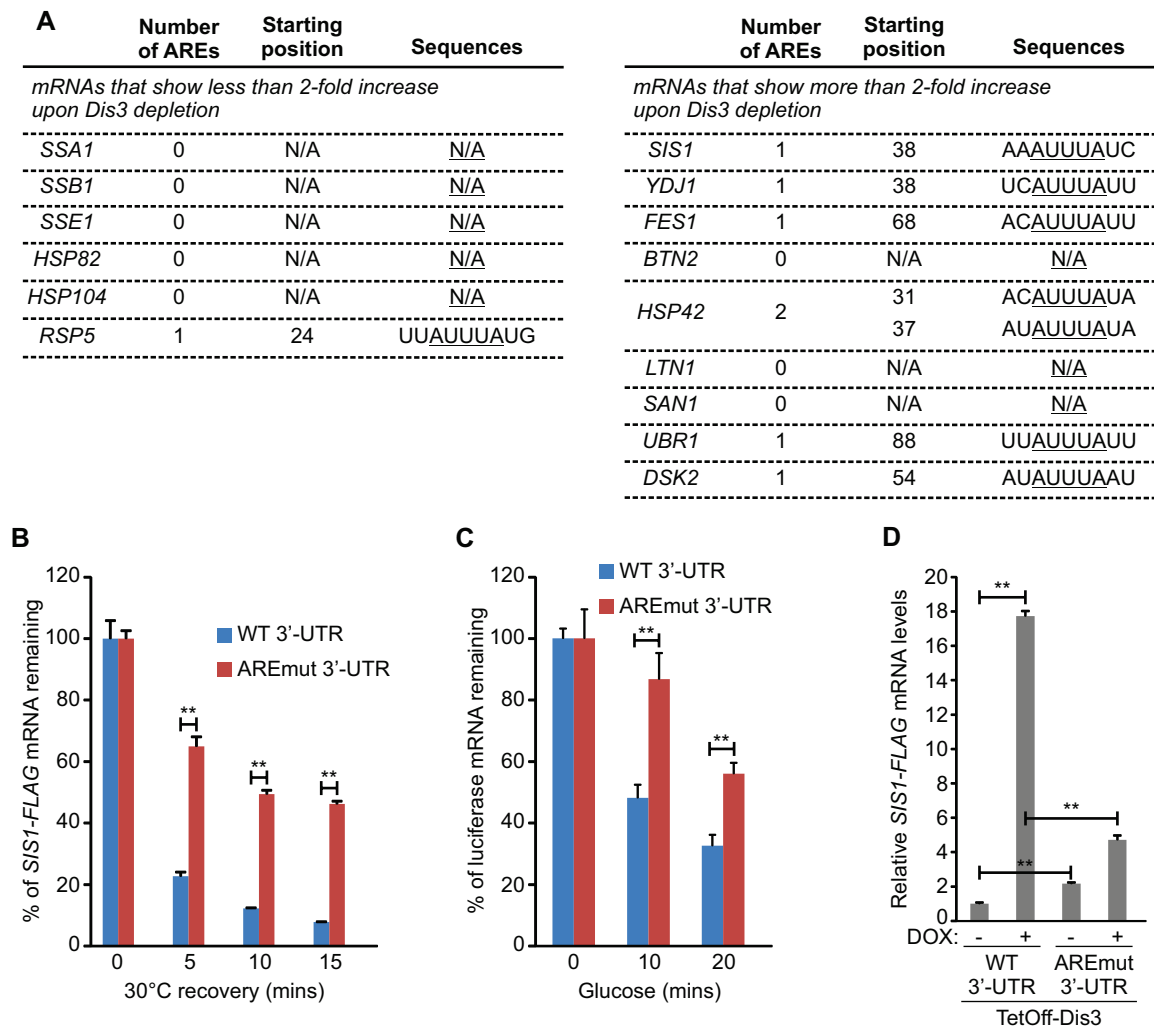 A
Number of AREs Starting position Sequences
mRNAs that show less than 2-fold increase
upon Dis3 depletion
SSA1 0 N/A N/A
SSB1 0 N/A N/A
SSE1 0 N/A N/A
HSP82 0 N/A N/A
HSP104 0 N/A N/A
RSP5 1 24 UUAUUUAUG
Number of AREs Starting position Sequences
mRNAs that show more than 2-fold increase
upon Dis3 depletion
SIS1 1 38 AAAUUUAUC
YDJ1 1 38 UCAUUUAUU
FES1 1 68 ACAUUUAUU
BTN2 0 N/A N/A
HSP42 2 31 ACAUUUAUA
37 AUAUUUAUA
LTN1 0 N/A N/A
SAN1 0 N/A N/A
UBR1 1 88 UUAUUUAUU
DSK2 1 54 AUAUUUAAU
B
% of SIS1-FLAG mRNA remaining
120
100
80
60
40
20
0
WT 3’-UTR
AREmut 3’-UTR
**
**
**
0 5 10 15
30°C recovery (mins)
C
% of luciferase mRNA remaining
120
100
80
60
40
20
0
WT 3’-UTR
AREmut 3’-UTR
**
**
0 10 20
Glucose (mins)
D
Relative SIS1-FLAG mRNA levels
20
18
16
14
12
10
8
6
4
2
0
**
**
**
DOX: - + - +
WT 3’-UTR
AREmut 3’-UTR
TetOff-Dis3